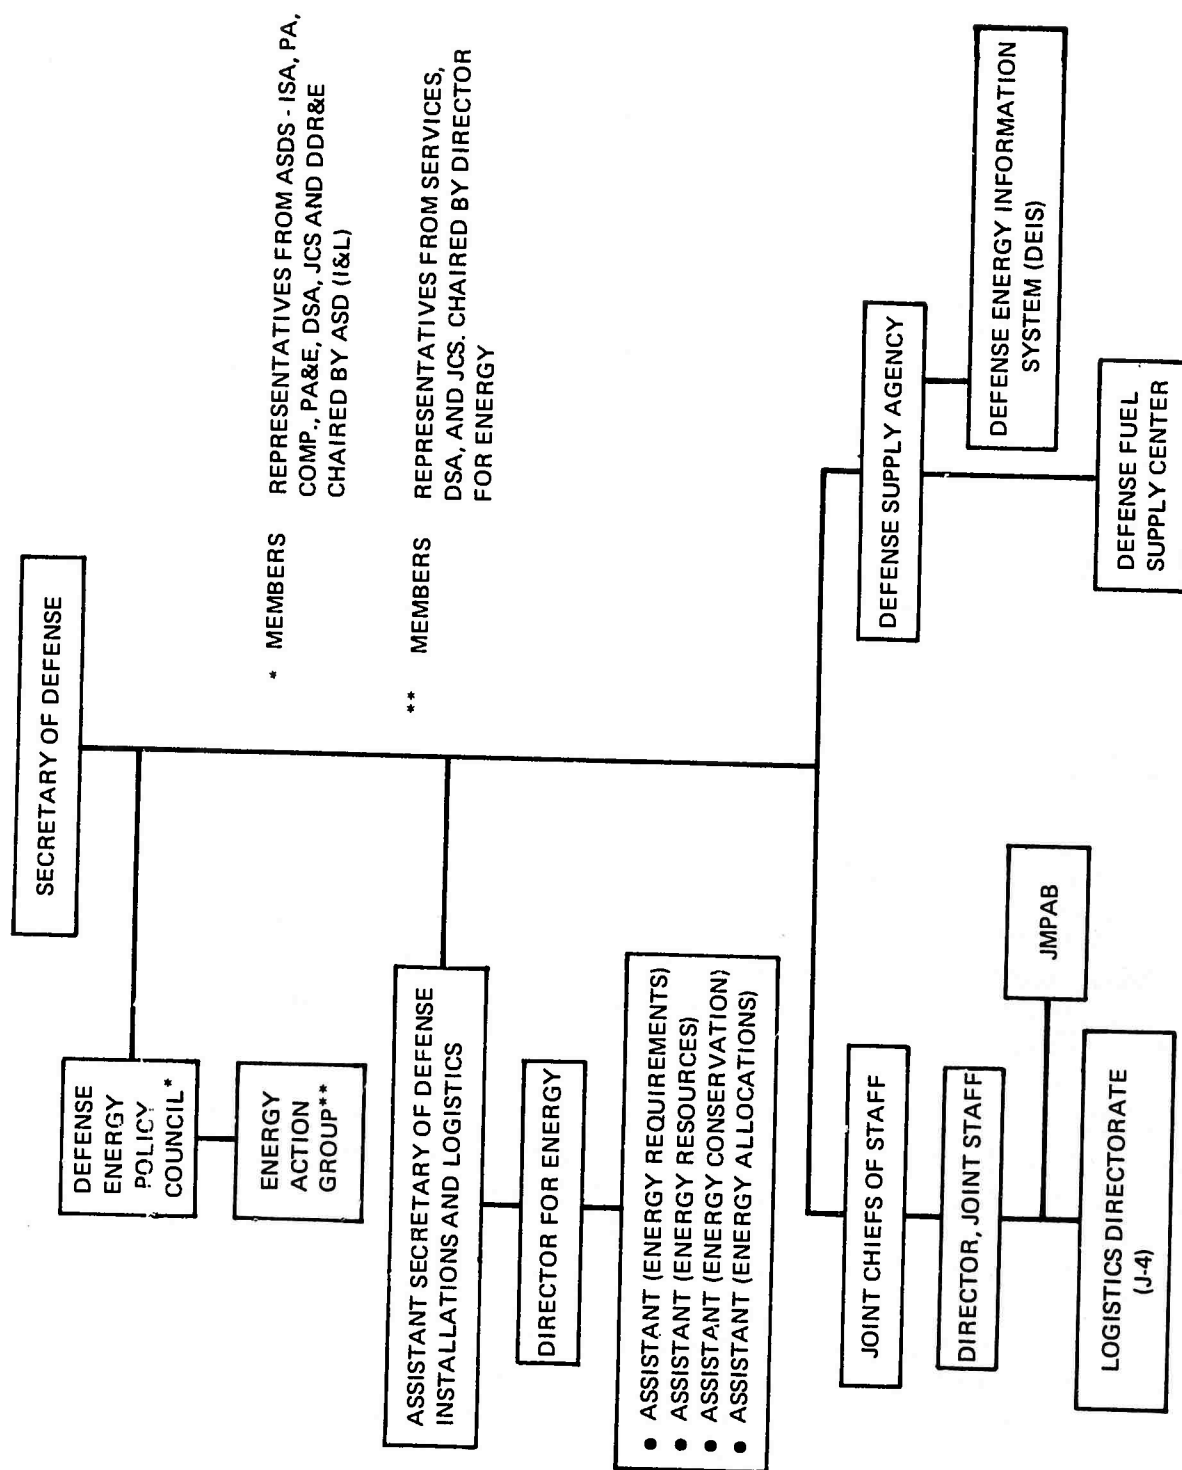 SECRETARY OF DEFENSE
DEFENSE
ENERGY
POLICY
COUNCIL*
ENERGY
ACTION
GROUP**
* MEMBERS REPRESENTATIVES FROM ASDS - ISA, PA,
COMP., PA&E, DSA, JCS AND DDR&E
CHAIRED BY ASD (I&L)
** MEMBERS REPRESENTATIVES FROM SERVICES,
DSA, AND JCS. CHAIRED BY DIRECTOR
FOR ENERGY
ASSISTANT SECRETARY OF DEFENSE
INSTALLATIONS AND LOGISTICS
DIRECTOR FOR ENERGY
• ASSISTANT (ENERGY REQUIREMENTS)
• ASSISTANT (ENERGY RESOURCES)
• ASSISTANT (ENERGY CONSERVATION)
• ASSISTANT (ENERGY ALLOCATIONS)
JOINT CHIEFS OF STAFF
DIRECTOR, JOINT STAFF
JMPAB
LOGISTICS DIRECTORATE
(J-4)
DEFENSE SUPPLY AGENCY
DEFENSE ENERGY INFORMATION
SYSTEM (DEIS)
DEFENSE FUEL
SUPPLY CENTER